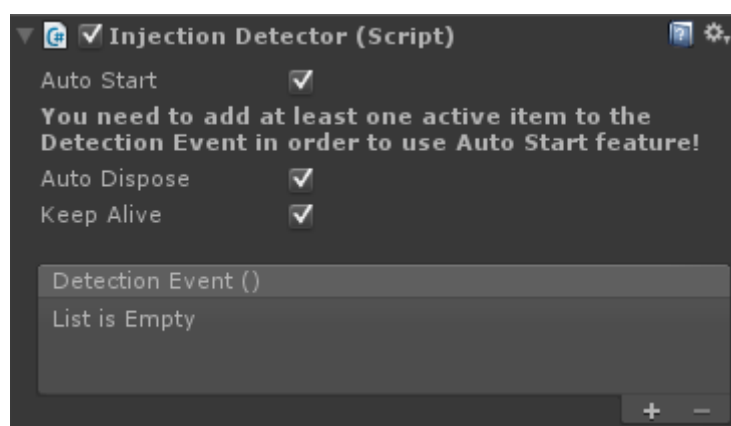 Injection Detector (Script)
Auto Start
You need to add at least one active item to the
Detection Event in order to use Auto Start feature!
Auto Dispose
Keep Alive
Detection Event ()
List is Empty